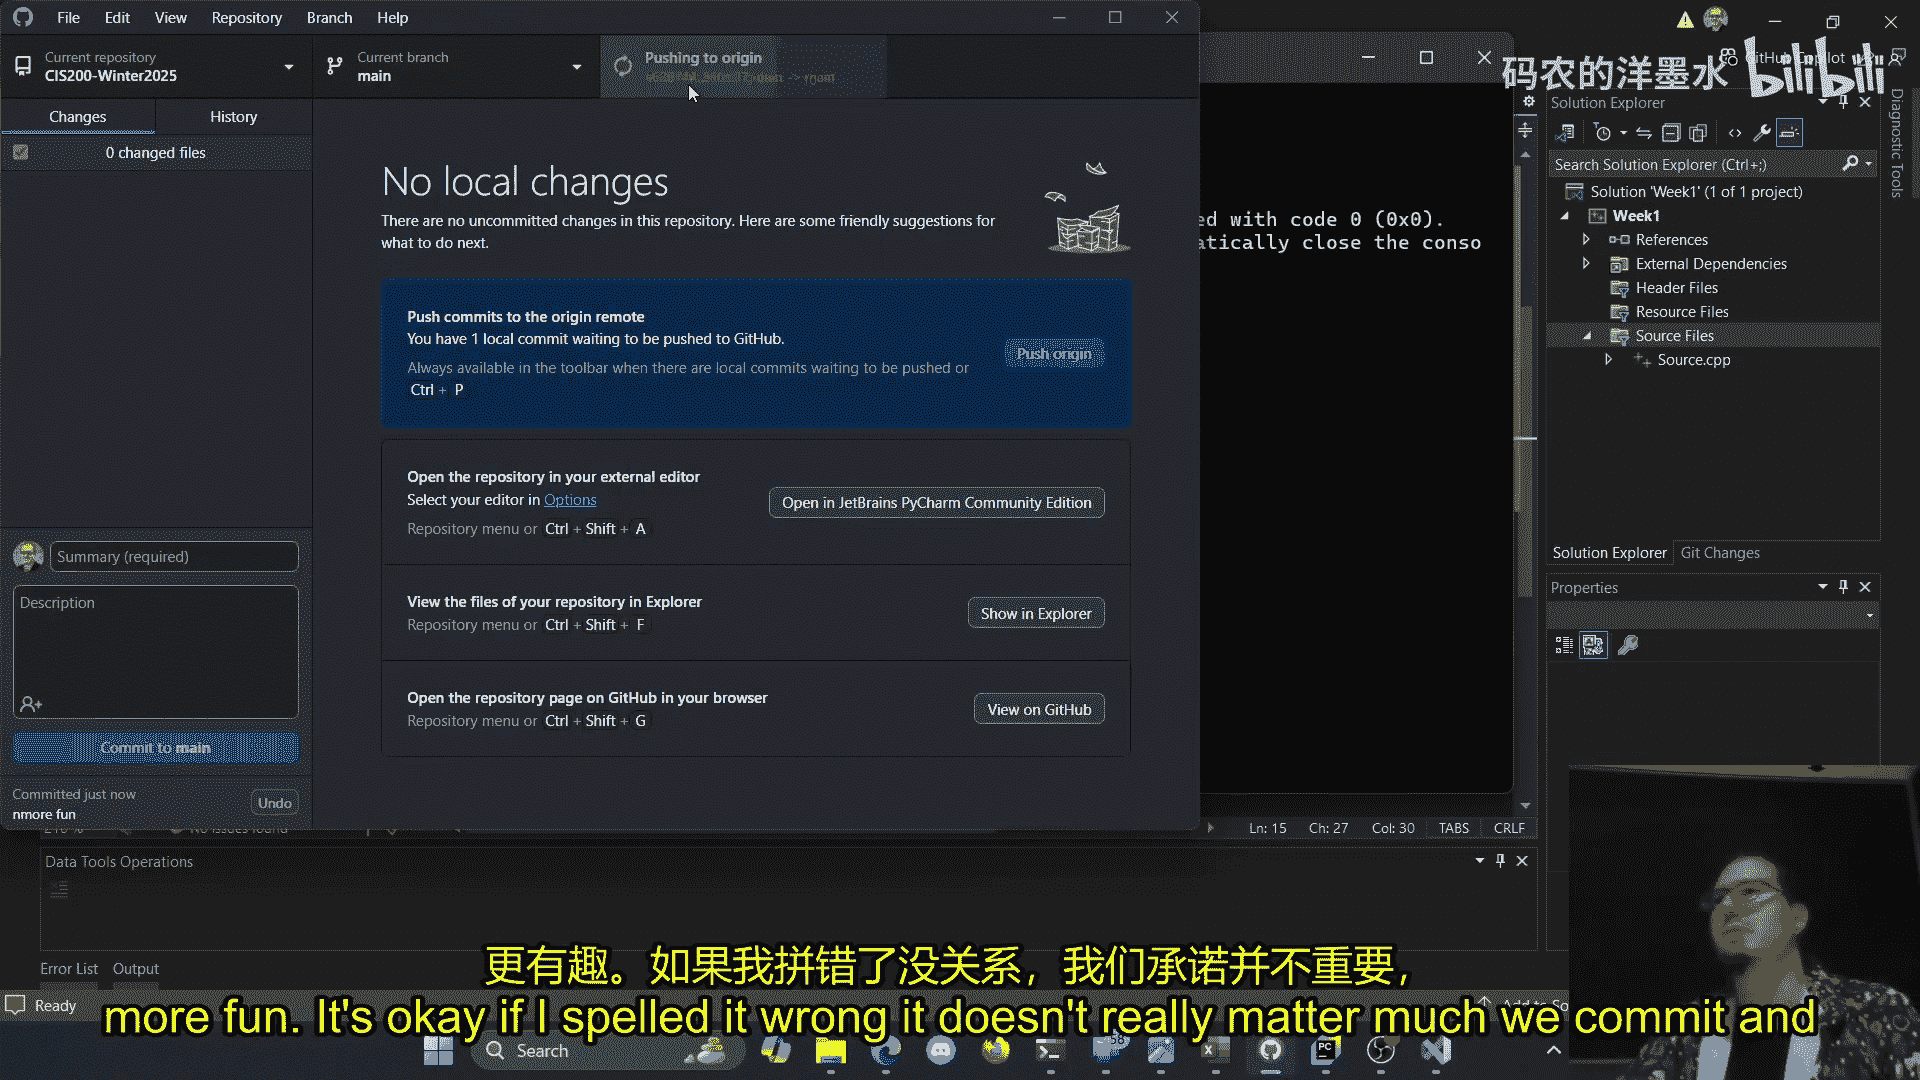 File Edit View Repository Branch Help
Current repository
CIS200-Winter2025
Current branch
main
Pushing to origin
Changes
History
0 changed files
No local changes
There are no uncommitted changes in this repository. Here are some friendly suggestions for
what to do next.
Push commits to the origin remote
You have 1 local commit waiting to be pushed to GitHub.
Always available in the toolbar when there are local commits waiting to be pushed or
Ctrl + P
Push origin
Open the repository in your external editor
Select your editor in Options
Repository menu or Ctrl + Shift + A
Open in JetBrains PyCharm Community Edition
View the files of your repository in Explorer
Repository menu or Ctrl + Shift + F
Show in Explorer
Open the repository page on GitHub in your browser
Repository menu or Ctrl + Shift + G
View on GitHub
Summary (required)
Description
Commit to main
Committed just now
nmore fun
Undo
ed with code 0 (0x0).
atically close the conso
码农的洋墨水 bilibili
Solution Explorer
Diagnostic Tools
Search Solution Explorer (Ctrl+;)
Solution 'Week1' (1 of 1 project)
Week1
References
External Dependencies
Header Files
Resource Files
Source Files
Source.cpp
Solution Explorer Git Changes
Properties
Ln: 15 Ch: 27 Col: 30 TABS CRLF
Data Tools Operations
Error List Output
Ready
更有趣。如果我拼错了没关系，我们承诺并不重要，
more fun. It's okay if I spelled it wrong it doesn't really matter much we commit and
Search